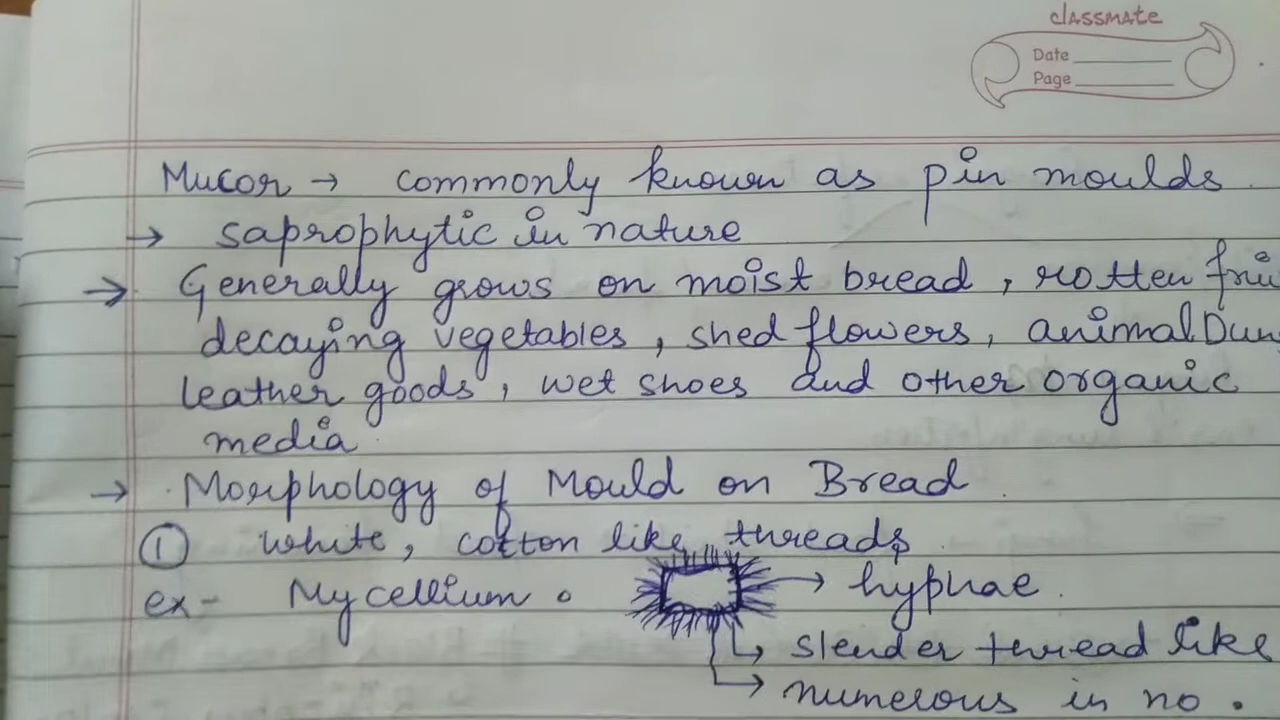 classmate
Date
Page
Mucor → commonly known as pin moulds.
→ saprophytic in nature
→ Generally grows on moist bread, rotten frui
decaying vegetables, shed flowers, animal Dun
leather goods, wet shoes and other organic
media.
→ Morphology of Mould on Bread.
① white, cotton like threads.
ex- Mycellium. → hyphae.
→ slender thread like
→ numerous in no.